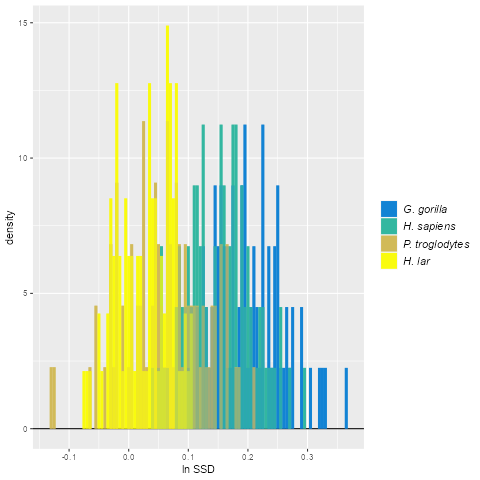 15
10
5
0
density
-0.1 0.0 0.1 0.2 0.3
ln SSD
G. gorilla
H. sapiens
P. troglodytes
H. lar